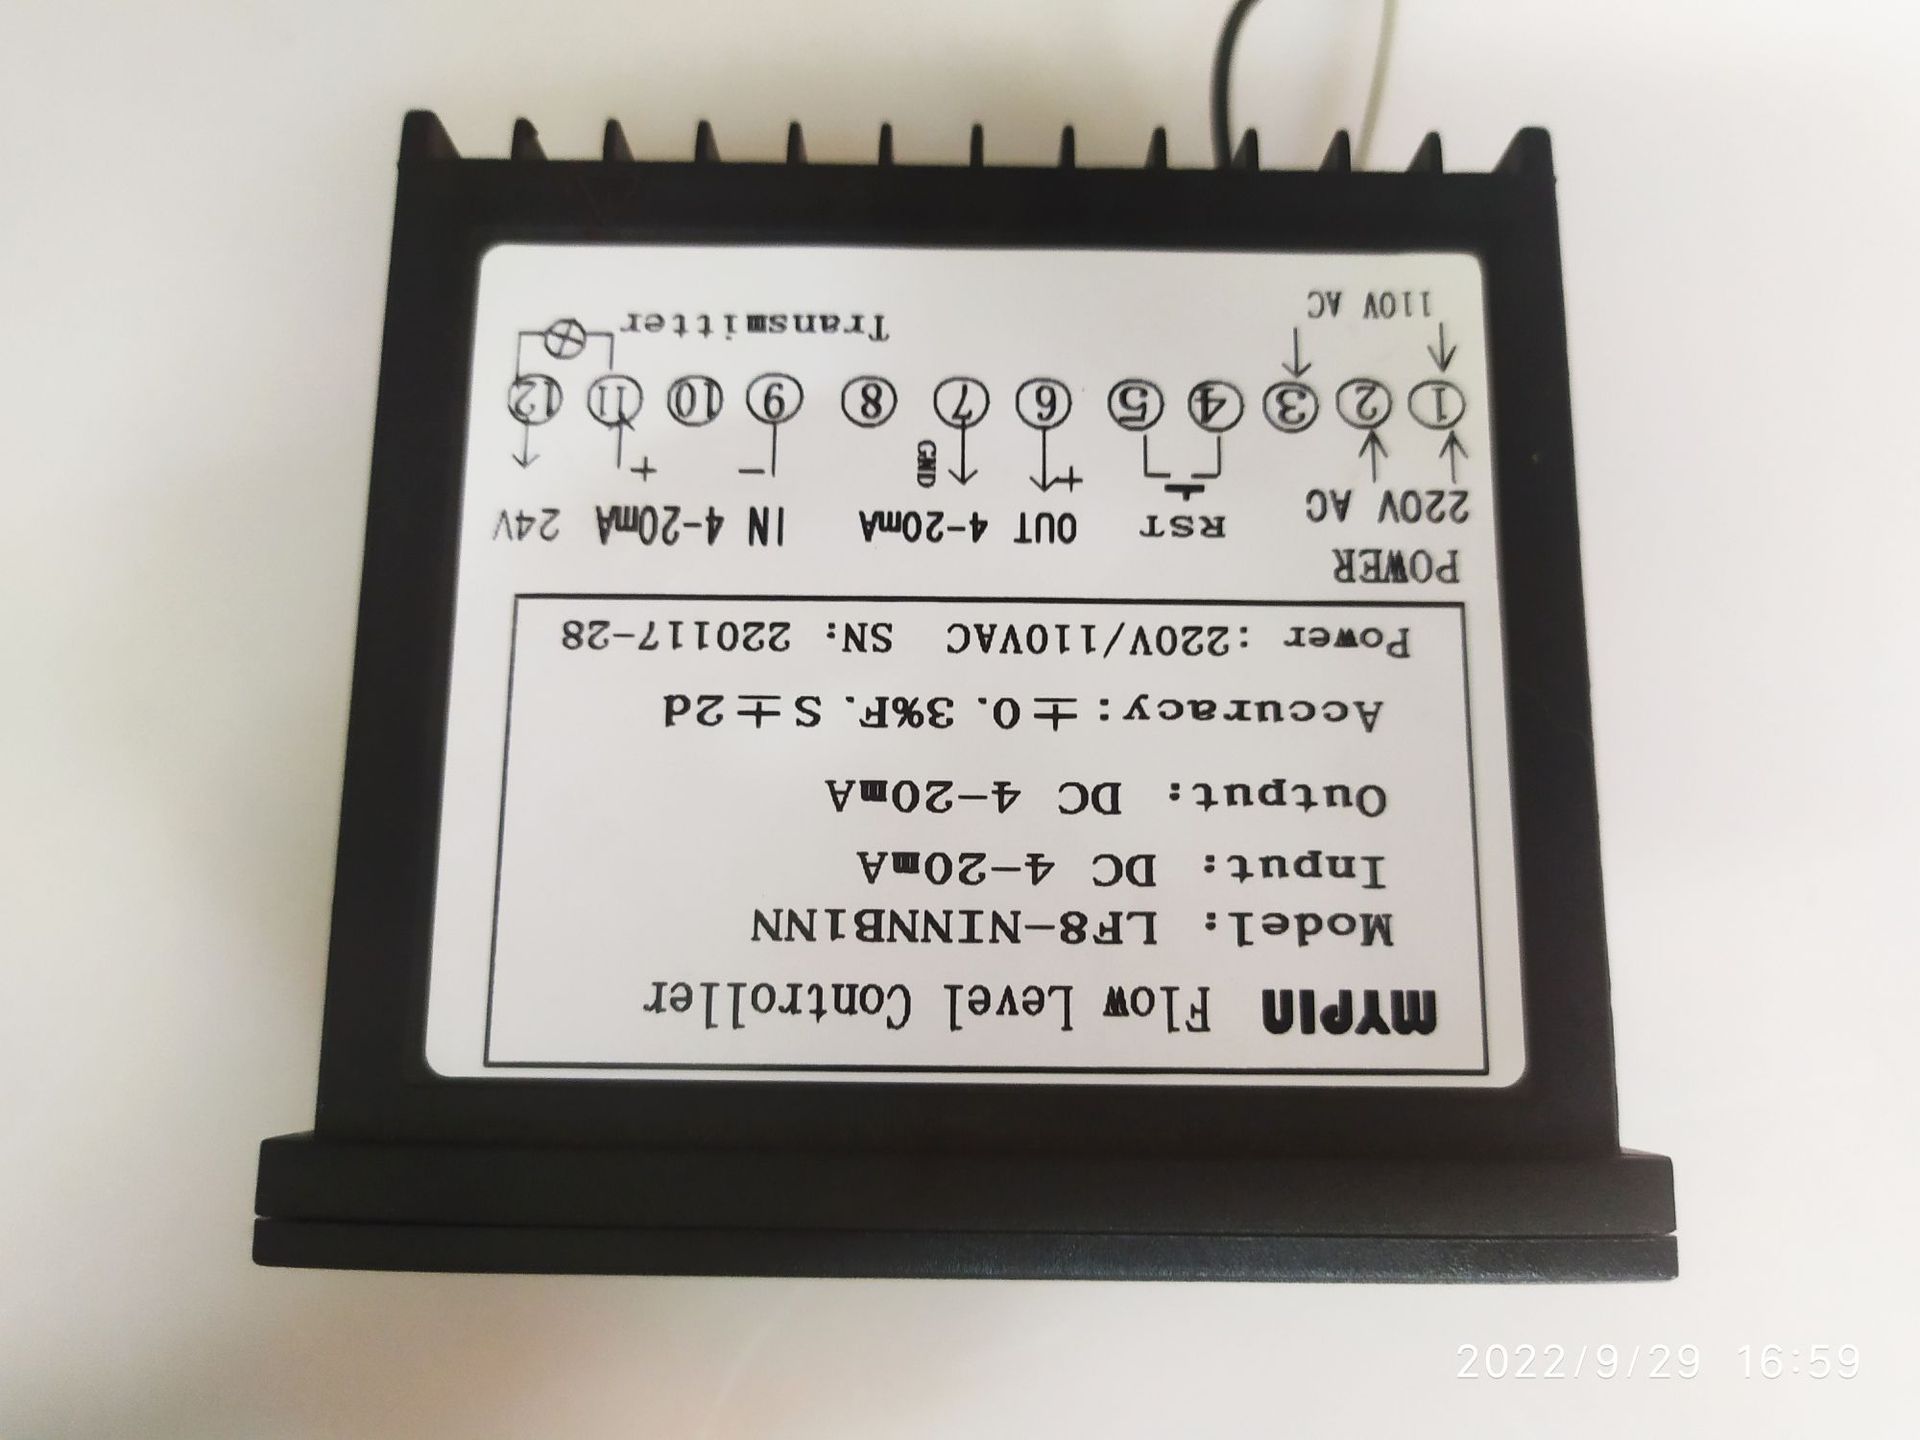 MYPIN Flow Level Controller
Model: LF8-NINNB1NN
Input: DC 4-20mA
Output: DC 4-20mA
Accuracy: ±0.3%F.S±2d
Power :220V/110VAC SN: 220117-28
POWER
220V AC RST OUT 4-20mA IN 4-20mA 24V
+ GND - +
1 2 3 4 5 6 7 8 9 10 11 12
110V AC Transmitter
2022/9/29 16:59